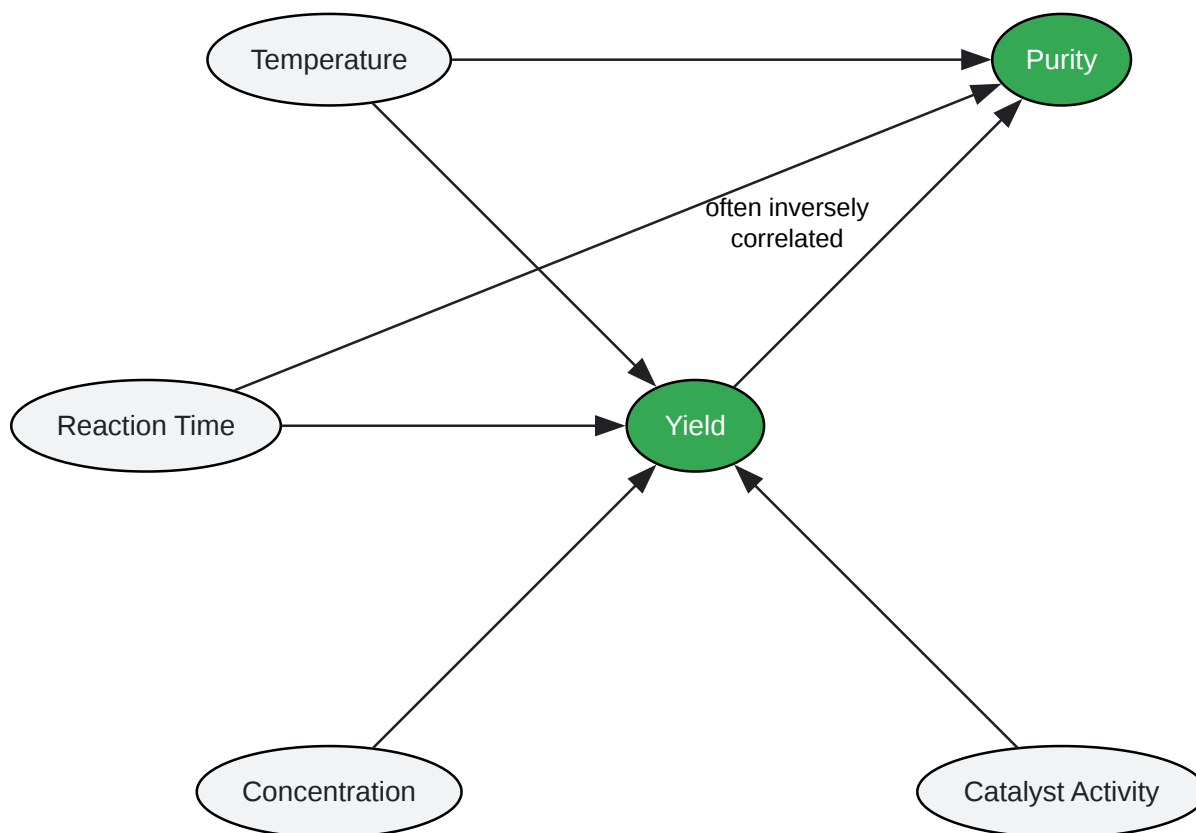 Temperature
Purity
often inversely
correlated
Reaction Time
Yield
Concentration
Catalyst Activity